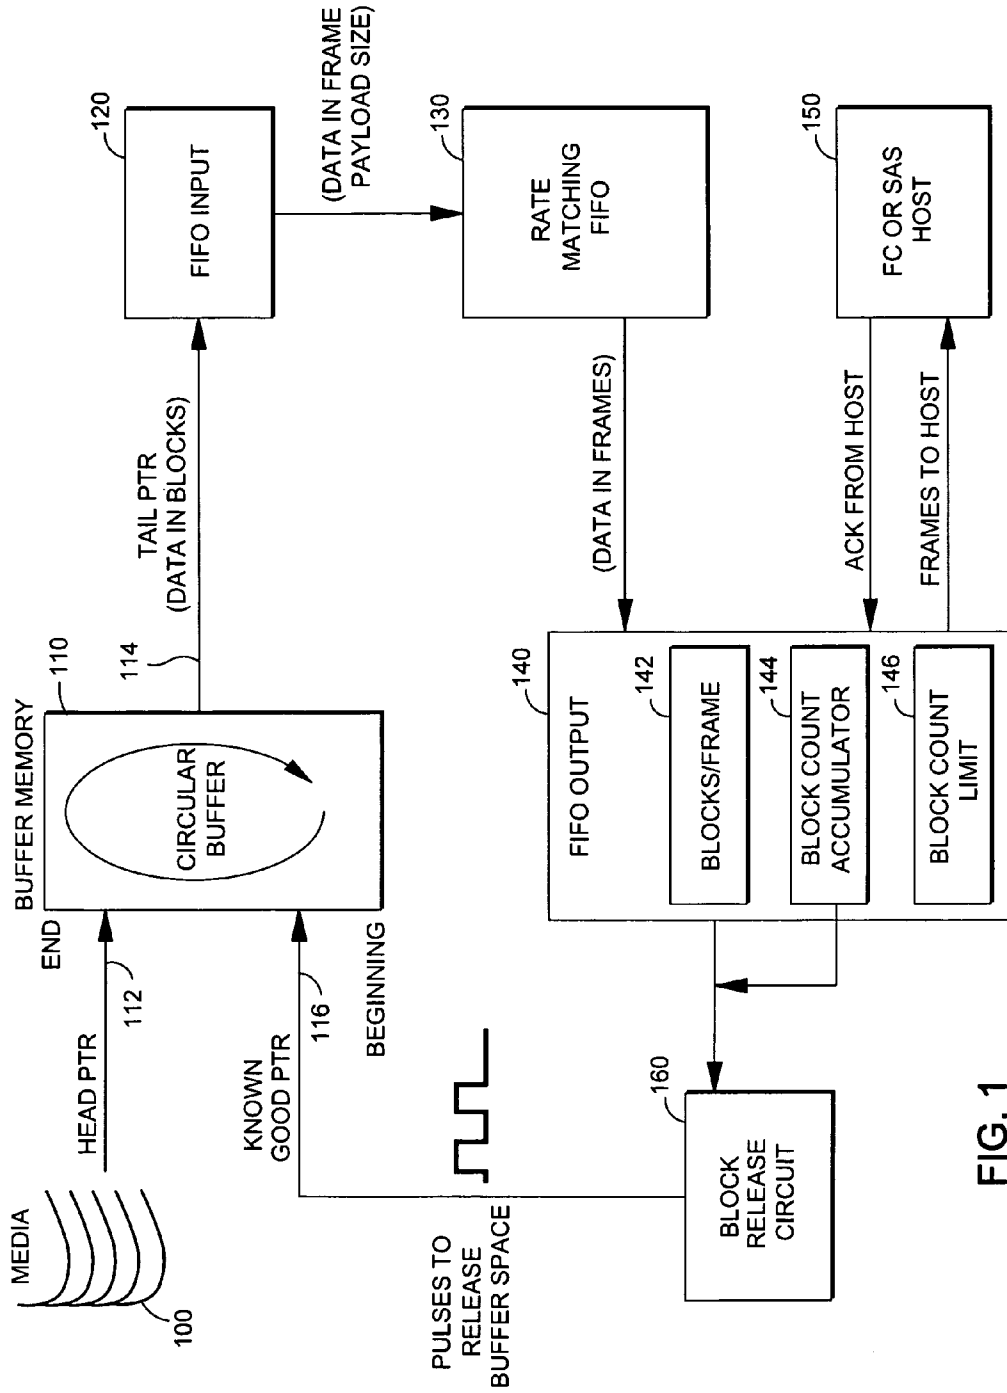 MEDIA
100
HEAD PTR
112
KNOWN
GOOD PTR
116
BUFFER MEMORY
END
BEGINNING
110
CIRCULAR
BUFFER
114
TAIL PTR
(DATA IN BLOCKS)
120
FIFO INPUT
(DATA IN FRAME
PAYLOAD SIZE)
130
RATE
MATCHING
FIFO
(DATA IN FRAMES)
140
FIFO OUTPUT
142
BLOCKS/FRAME
144
BLOCK COUNT
ACCUMULATOR
146
BLOCK COUNT
LIMIT
ACK FROM HOST
FRAMES TO HOST
150
FC OR SAS
HOST
160
BLOCK
RELEASE
CIRCUIT
PULSES TO
RELEASE
BUFFER SPACE
FIG. 1